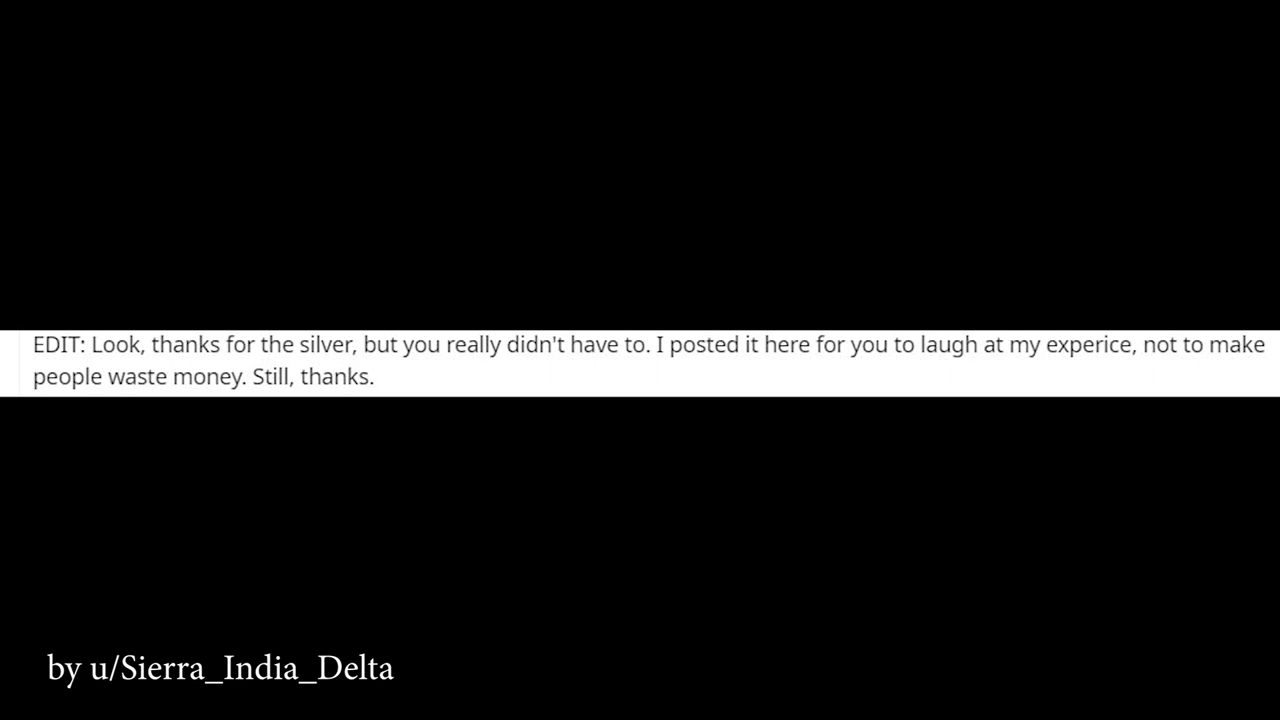 EDIT: Look, thanks for the silver, but you really didn't have to. I posted it here for you to laugh at my experice, not to make
people waste money. Still, thanks.
by u/Sierra_India_Delta